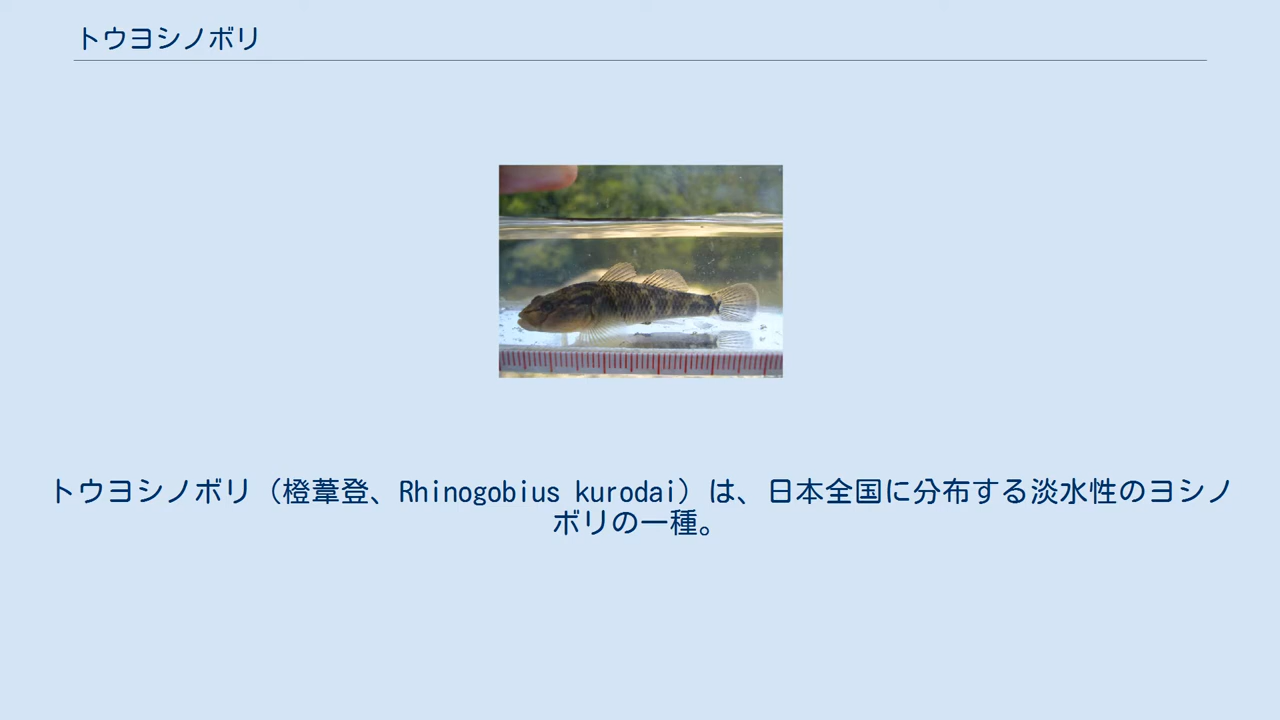 トウヨシノボリ
トウヨシノボリ（橙葦登、Rhinogobius kurodai）は、日本全国に分布する淡水性のヨシノ
ボリの一種。